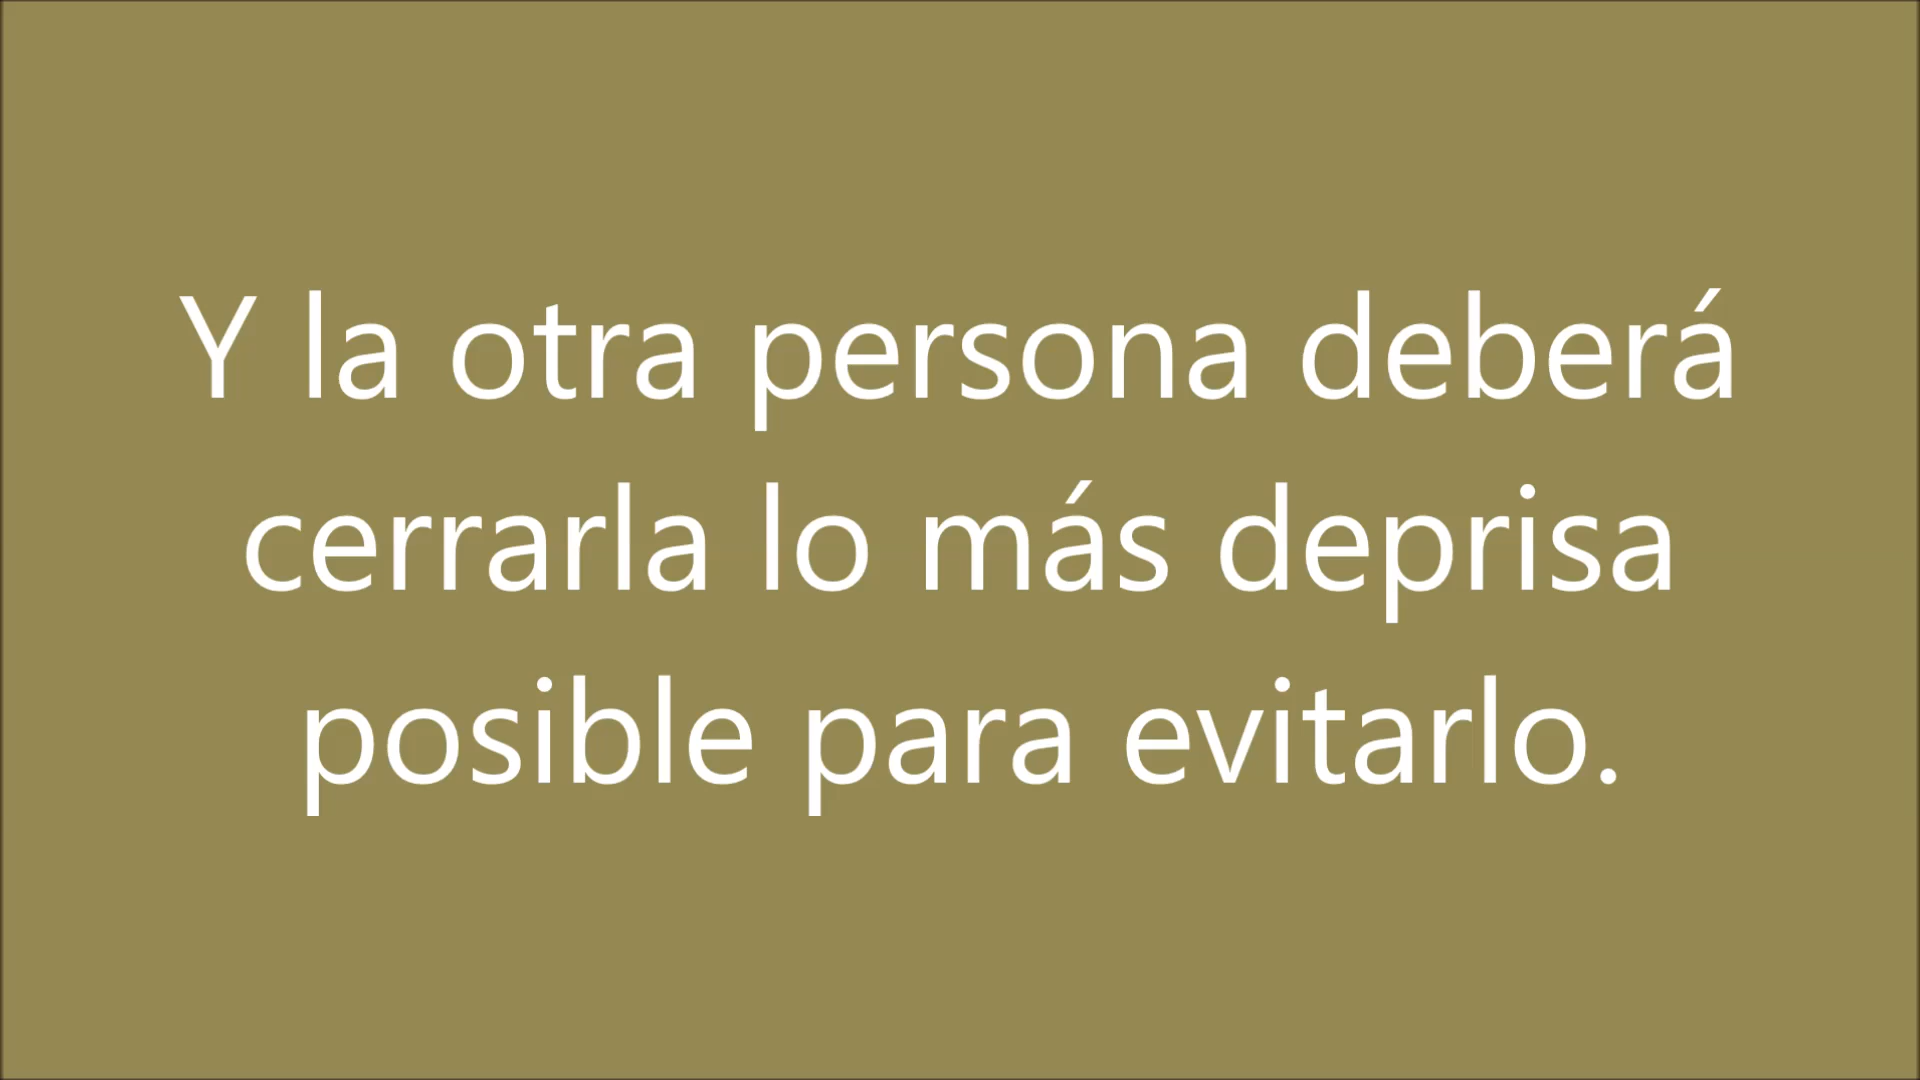 Y la otra persona deberá
cerrarla lo más deprisa
posible para evitarlo.